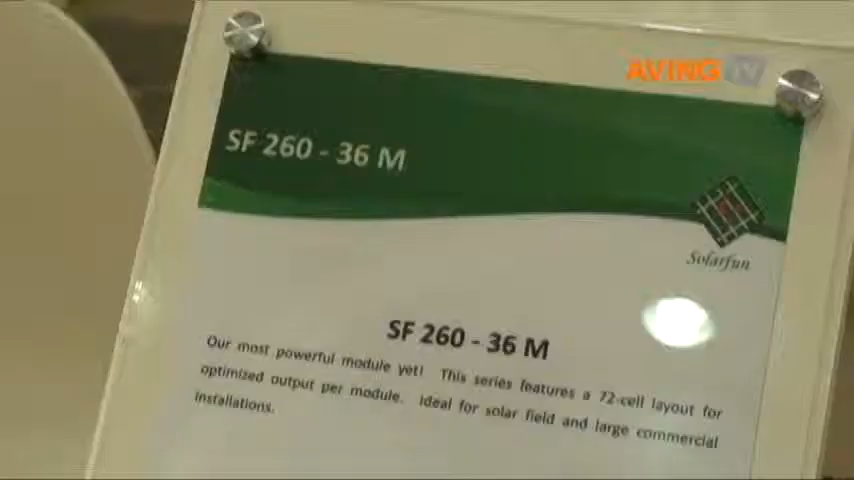 AVING TV
SF 260 - 36 M
Solarfun
SF 260 - 36 M
Our most powerful module yet! This series features a 72-cell layout for
optimized output per module. Ideal for solar field and large commercial
installations.